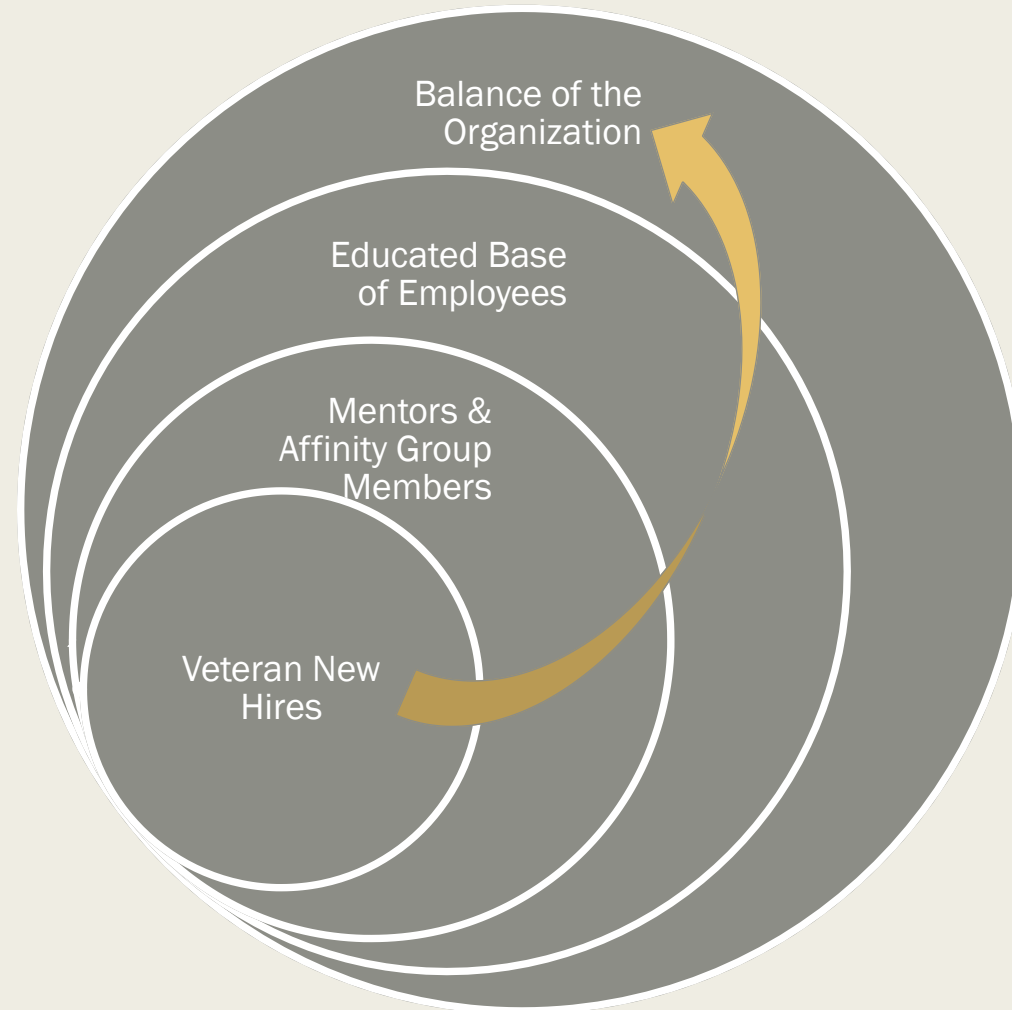 Balance of the
Organization
Educated Base
of Employees
Mentors &
Affinity Group
Members
Veteran New
Hires